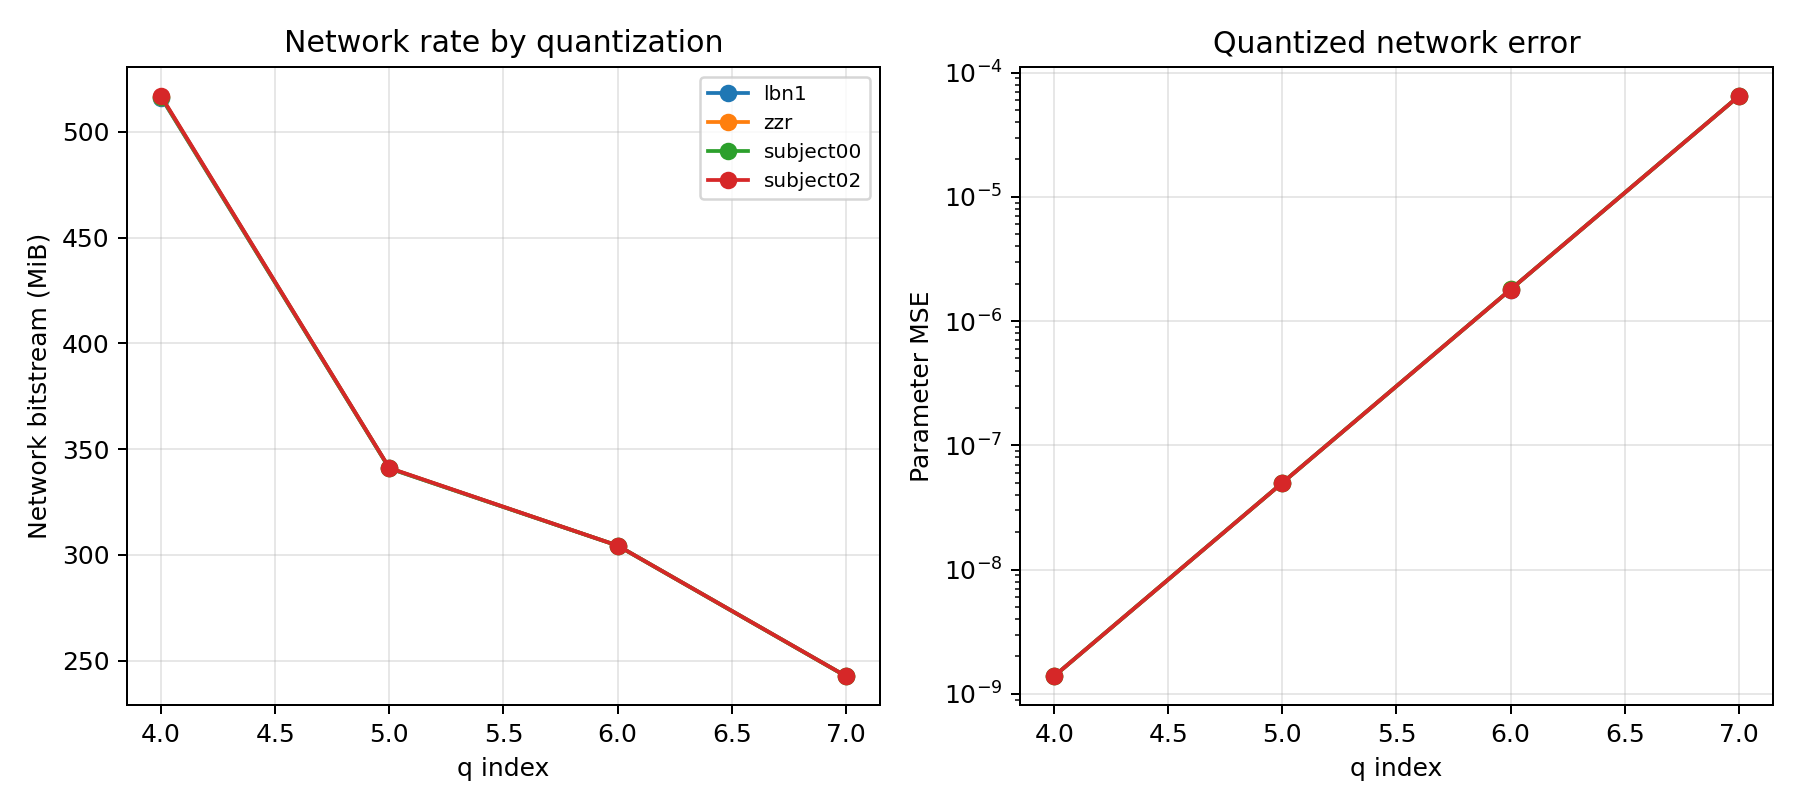 Network rate by quantization
Network bitstream (MiB)
500
450
400
350
300
250
4.0 4.5 5.0 5.5 6.0 6.5 7.0
q index
lbn1
zzr
subject00
subject02
Quantized network error
Parameter MSE
10⁻⁴
10⁻⁵
10⁻⁶
10⁻⁷
10⁻⁸
10⁻⁹
4.0 4.5 5.0 5.5 6.0 6.5 7.0
q index